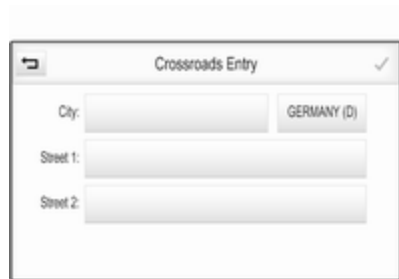 Crossroads Entry
City: GERMANY (D)
Street 1:
Street 2: